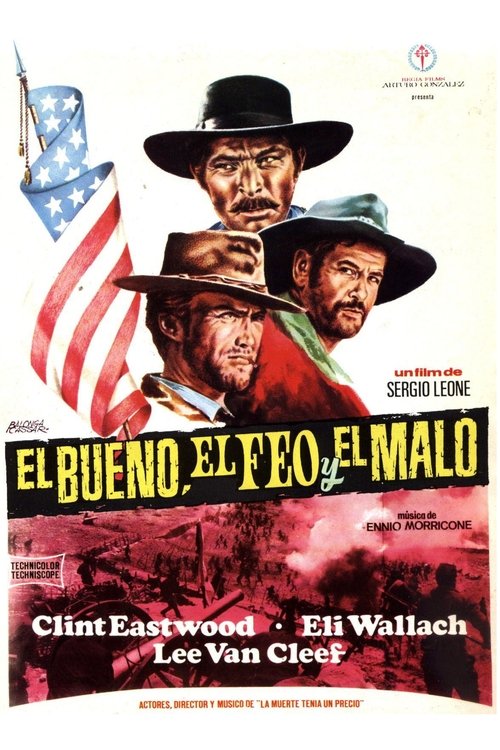 REGIA FILMS
ARTURO GONZALEZ
presenta
un film de
SERGIO LEONE
EL BUENO, EL FEO y EL MALO
música de
ENNIO MORRICONE
TECHNICOLOR
TECHNISCOPE
Clint Eastwood · Eli Wallach
Lee Van Cleef
ACTORES, DIRECTOR Y MUSICO DE "LA MUERTE TENIA UN PRECIO"